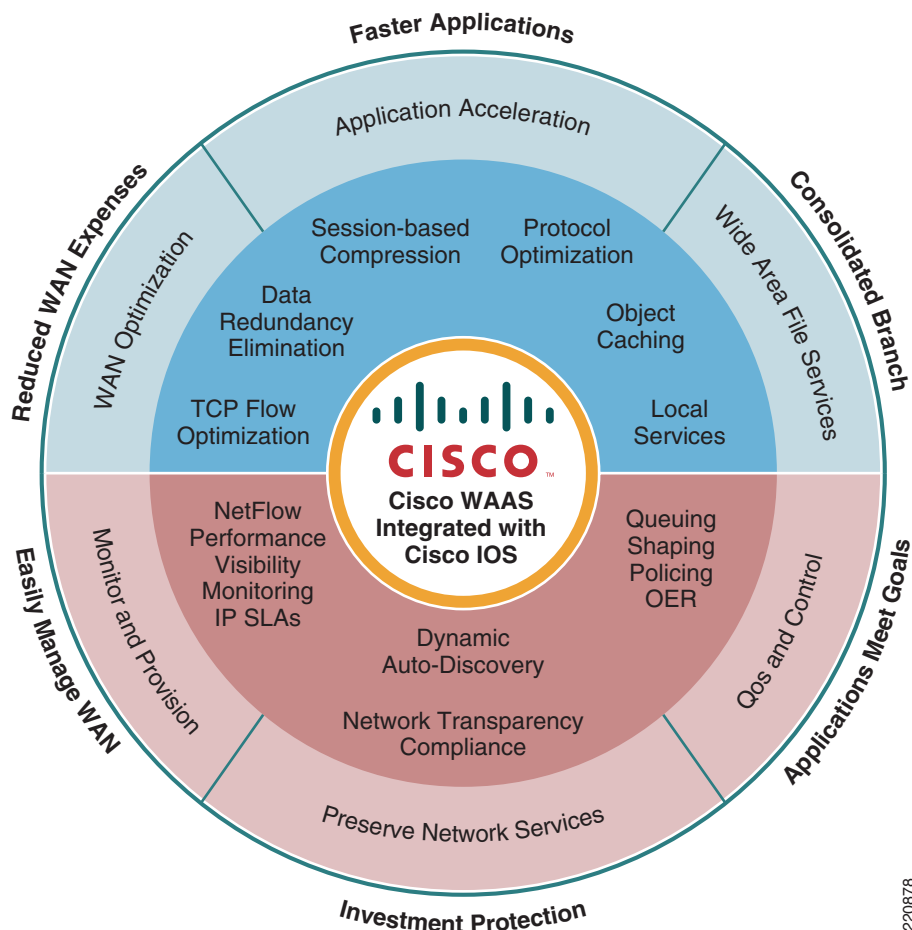 Faster Applications
Application Acceleration
Reduced WAN Expenses
WAN Optimization
Consolidated Branch
Wide Area File Services
Session-based
Compression
Protocol
Optimization
Data
Redundancy
Elimination
Object
Caching
TCP Flow
Optimization
Local
Services
CISCO
TM
Cisco WAAS
Integrated with
Cisco IOS
NetFlow
Performance
Visibility
Monitoring
IP SLAs
Queuing
Shaping
Policing
OER
Dynamic
Auto-Discovery
Network Transparency
Compliance
Monitor and Provision
Easily Manage WAN
Qos and Control
Applications Meet Goals
Preserve Network Services
Investment Protection
220878